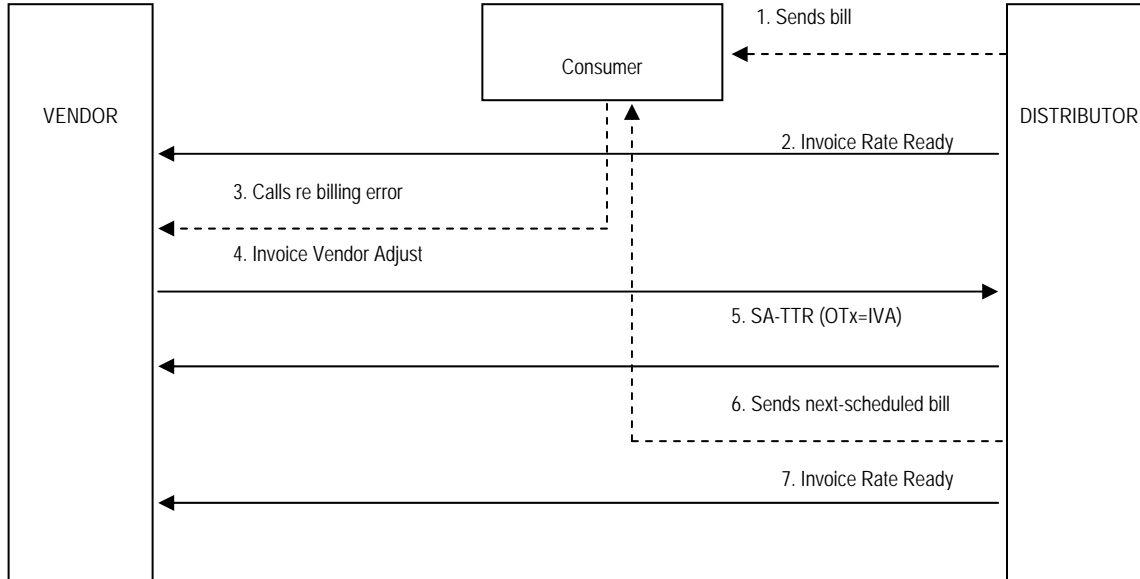 1. Sends bill
Consumer
VENDOR
DISTRIBUTOR
2. Invoice Rate Ready
3. Calls re billing error
4. Invoice Vendor Adjust
5. SA-TTR (OTx=IVA)
6. Sends next-scheduled bill
7. Invoice Rate Ready